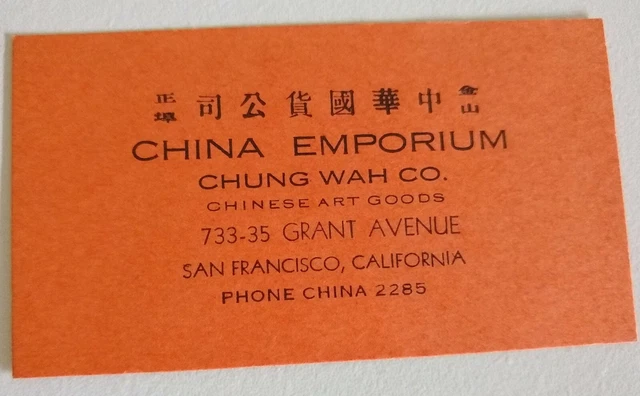 金山 中華國貨公司 正埠
CHINA EMPORIUM
CHUNG WAH CO.
CHINESE ART GOODS
733-35 GRANT AVENUE
SAN FRANCISCO, CALIFORNIA
PHONE CHINA 2285